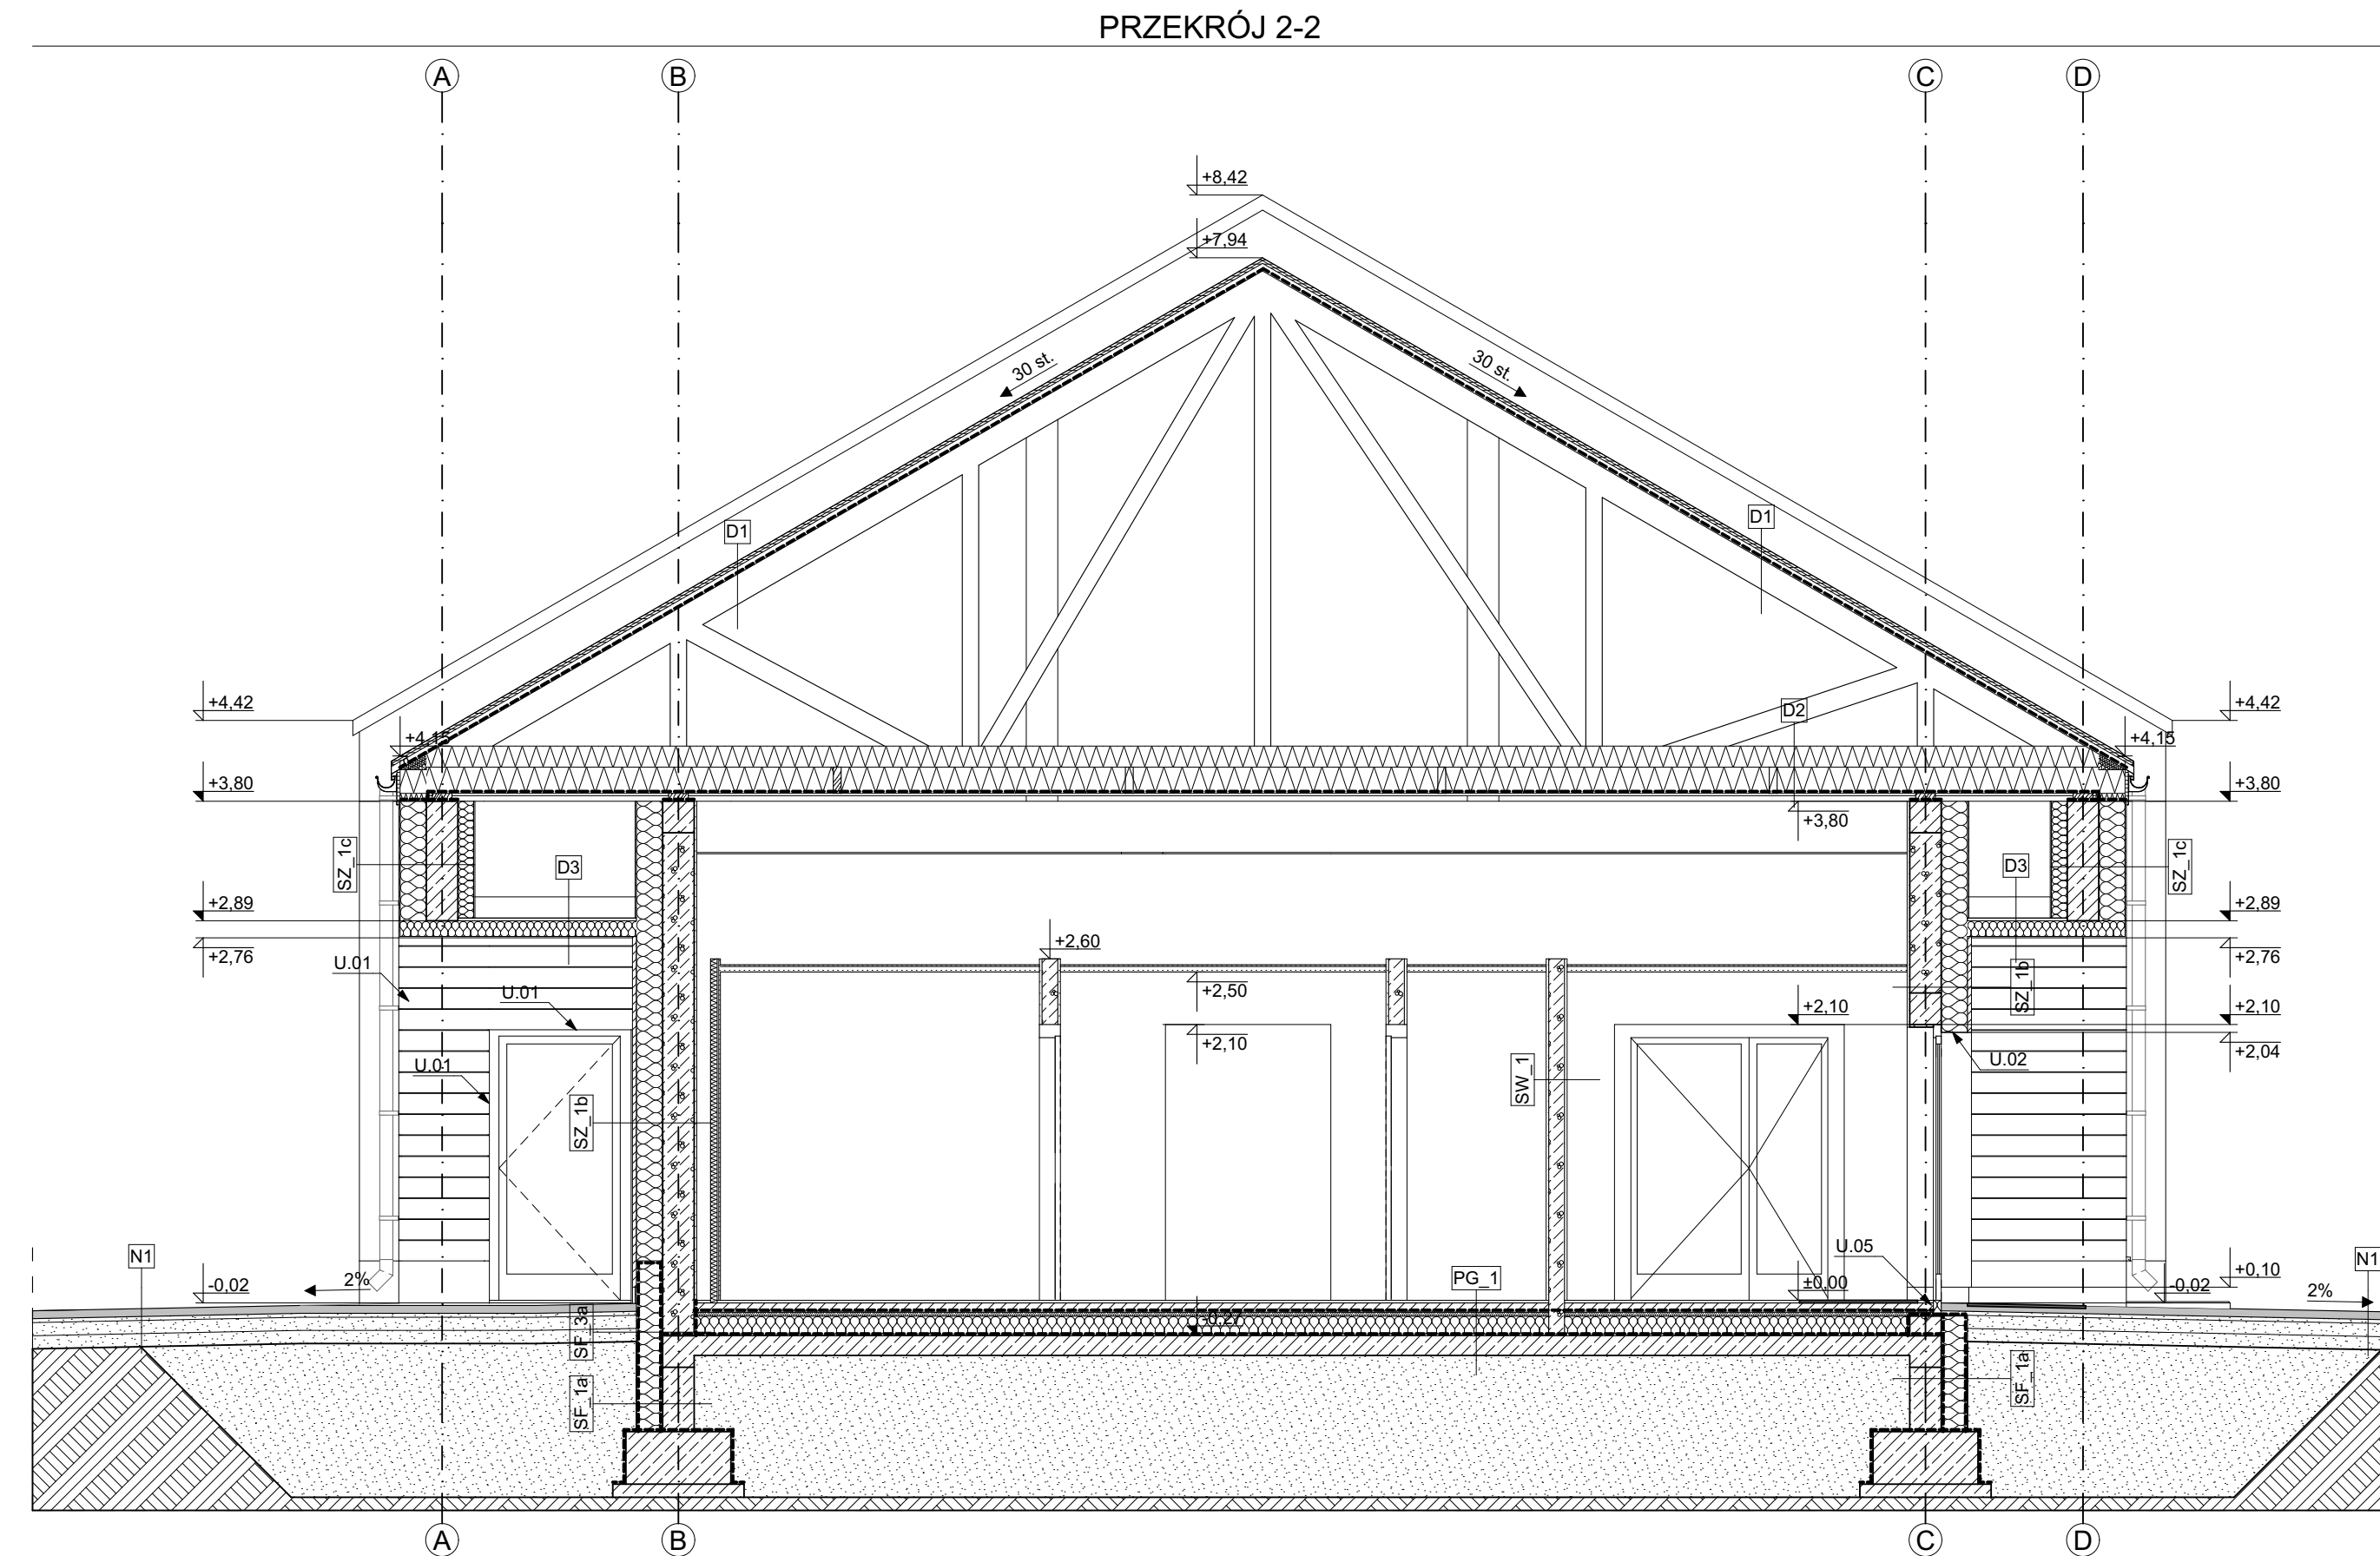 PRZEKRÓJ 2-2
A
B
C
D
+8,42
+7,94
30 st.
30 st.
D1
D1
+4,42
+4,42
D2
+4,15
+4,15
+3,80
+3,80
+3,80
SZ_1c
D3
D3
SZ_1c
+2,89
+2,89
+2,76
+2,76
+2,60
U.01
U.01
+2,50
SZ_1b
+2,10
+2,10
+2,10
+2,04
U.02
U.01
SW_1
SZ_1b
N1
U.05
N1
-0,02
2%
PG_1
±0,00
-0,02
+0,10
2%
SF_3a
-0,27
SF_1a
SF_1a
A
B
C
D